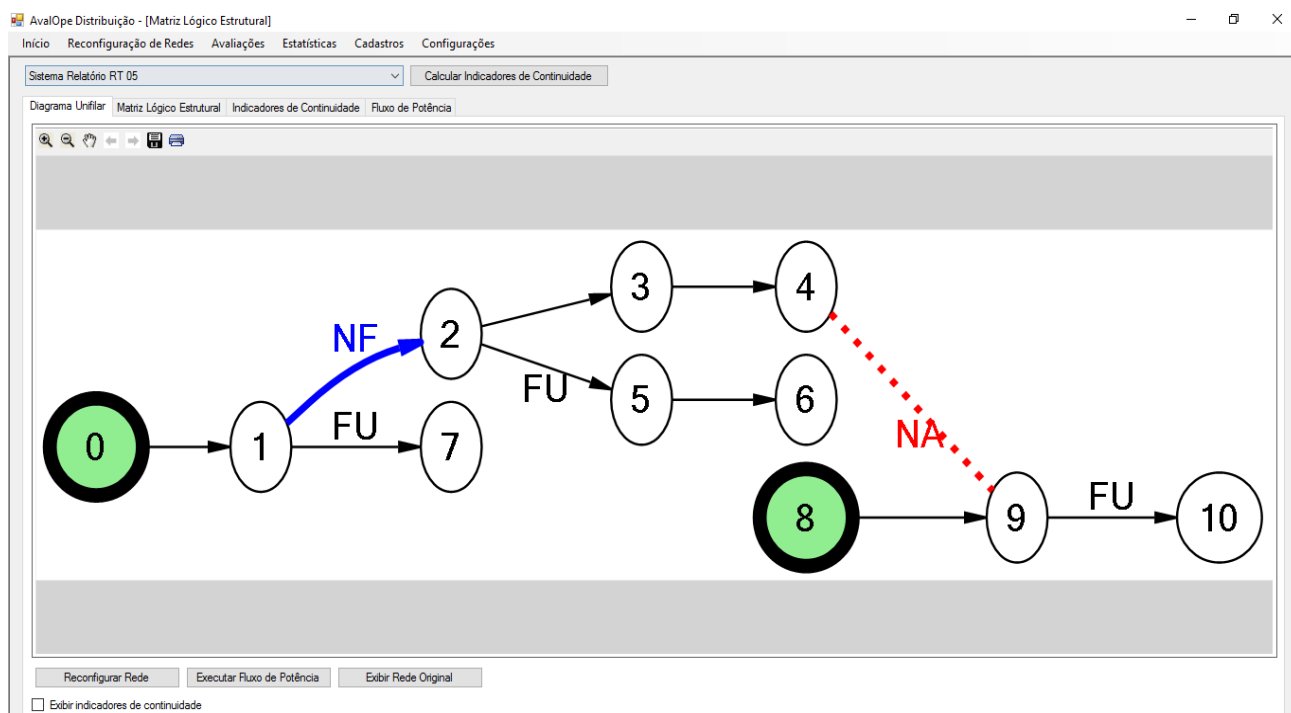 AvalOpe Distribuição - [Matriz Lógico Estrutural]
Início Reconfiguração de Redes Avaliações Estatísticas Cadastros Configurações
Sistema Relatório RT 05 Calcular Indicadores de Continuidade
Diagrama Unifilar Matriz Lógico Estrutural Indicadores de Continuidade Fluxo de Potência
3 4
NF 2
FU 5 6
0 1 FU 7
NA
8 9 FU 10
Reconfigurar Rede Executar Fluxo de Potência Exibir Rede Original
Exibir indicadores de continuidade